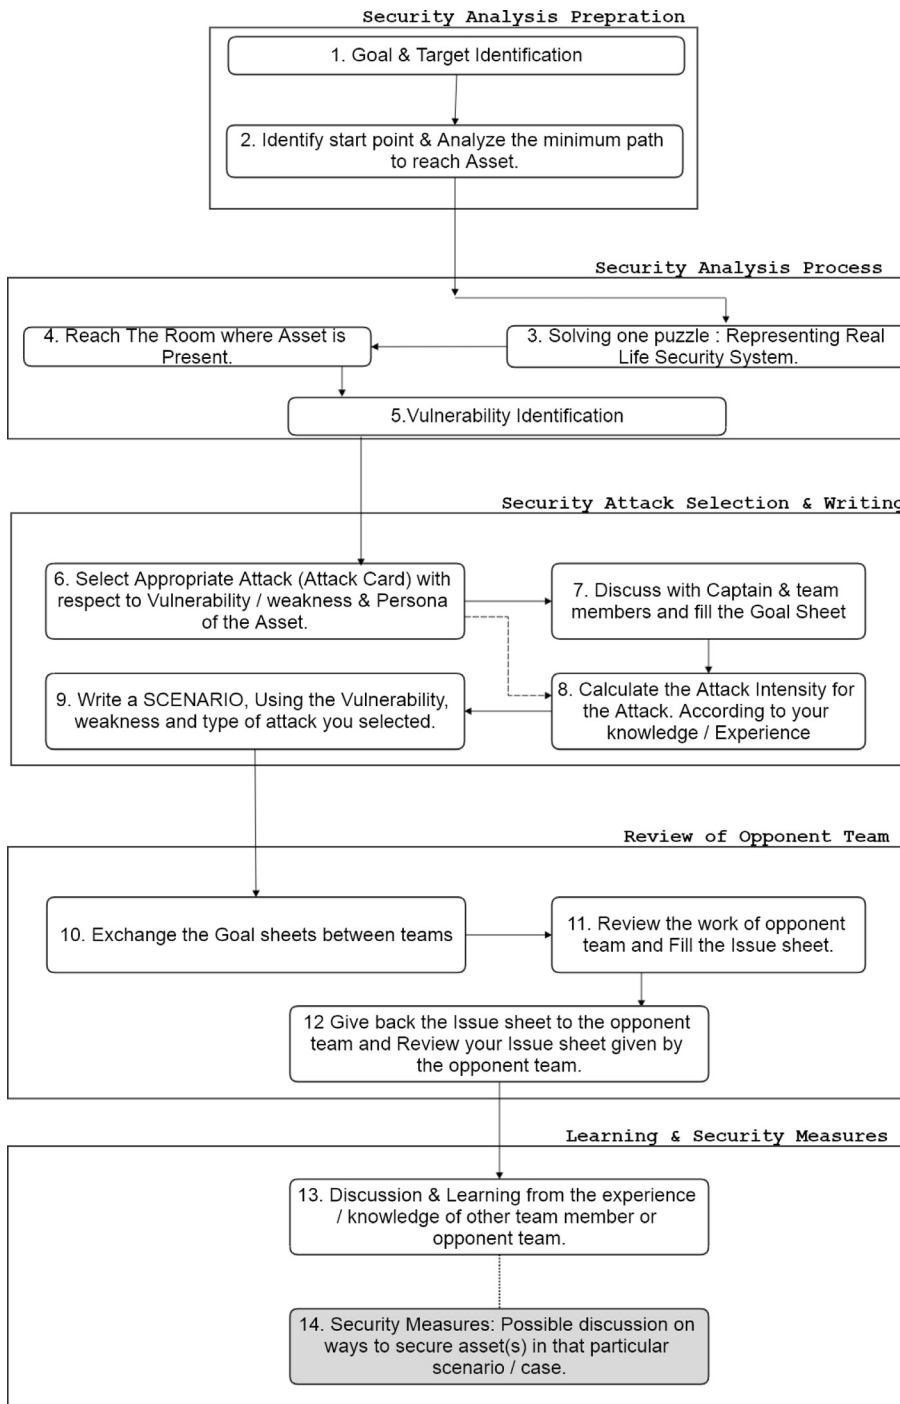 Security Analysis Prepration
1. Goal & Target Identification
2. Identify start point & Analyze the minimum path
to reach Asset.
Security Analysis Process
3. Solving one puzzle : Representing Real
Life Security System.
4. Reach The Room where Asset is
Present.
5.Vulnerability Identification
Security Attack Selection & Writing
6. Select Appropriate Attack (Attack Card) with
respect to Vulnerability / weakness & Persona
of the Asset.
7. Discuss with Captain & team
members and fill the Goal Sheet
8. Calculate the Attack Intensity for
the Attack. According to your
knowledge / Experience
9. Write a SCENARIO, Using the Vulnerability,
weakness and type of attack you selected.
Review of Opponent Team
10. Exchange the Goal sheets between teams
11. Review the work of opponent
team and Fill the Issue sheet.
12 Give back the Issue sheet to the opponent
team and Review your Issue sheet given by
the opponent team.
Learning & Security Measures
13. Discussion & Learning from the experience
/ knowledge of other team member or
opponent team.
14. Security Measures: Possible discussion on
ways to secure asset(s) in that particular
scenario / case.